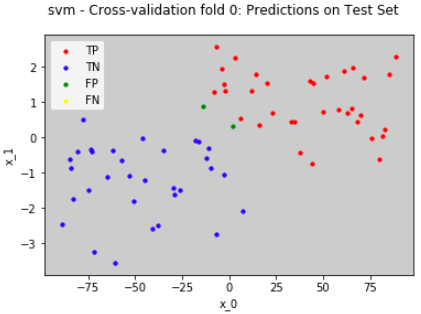 svm - Cross-validation fold 0: Predictions on Test Set
TP
TN
FP
FN
2
1
0
−1
−2
−3
x_1
−75 −50 −25 0 25 50 75
x_0